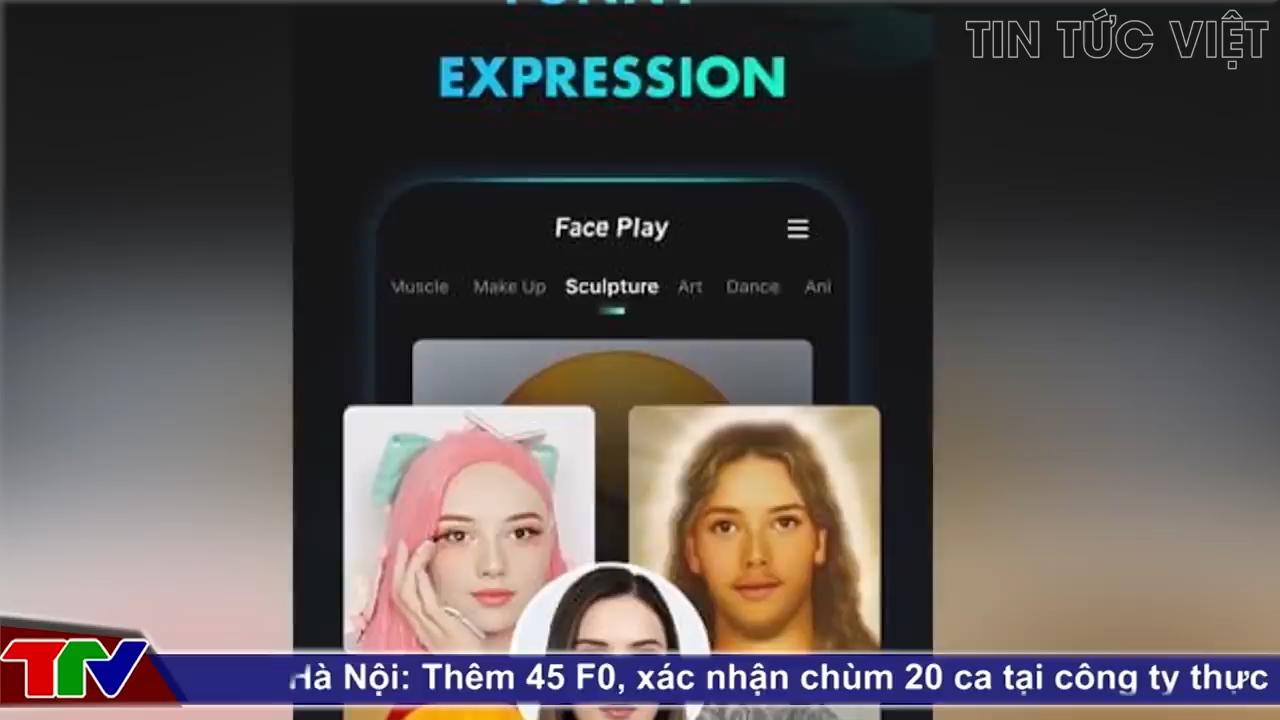 FUNNY
EXPRESSION
TIN TỨC VIỆT
Face Play
Muscle Make Up Sculpture Art Dance Ani
TTV
Hà Nội: Thêm 45 F0, xác nhận chùm 20 ca tại công ty thực